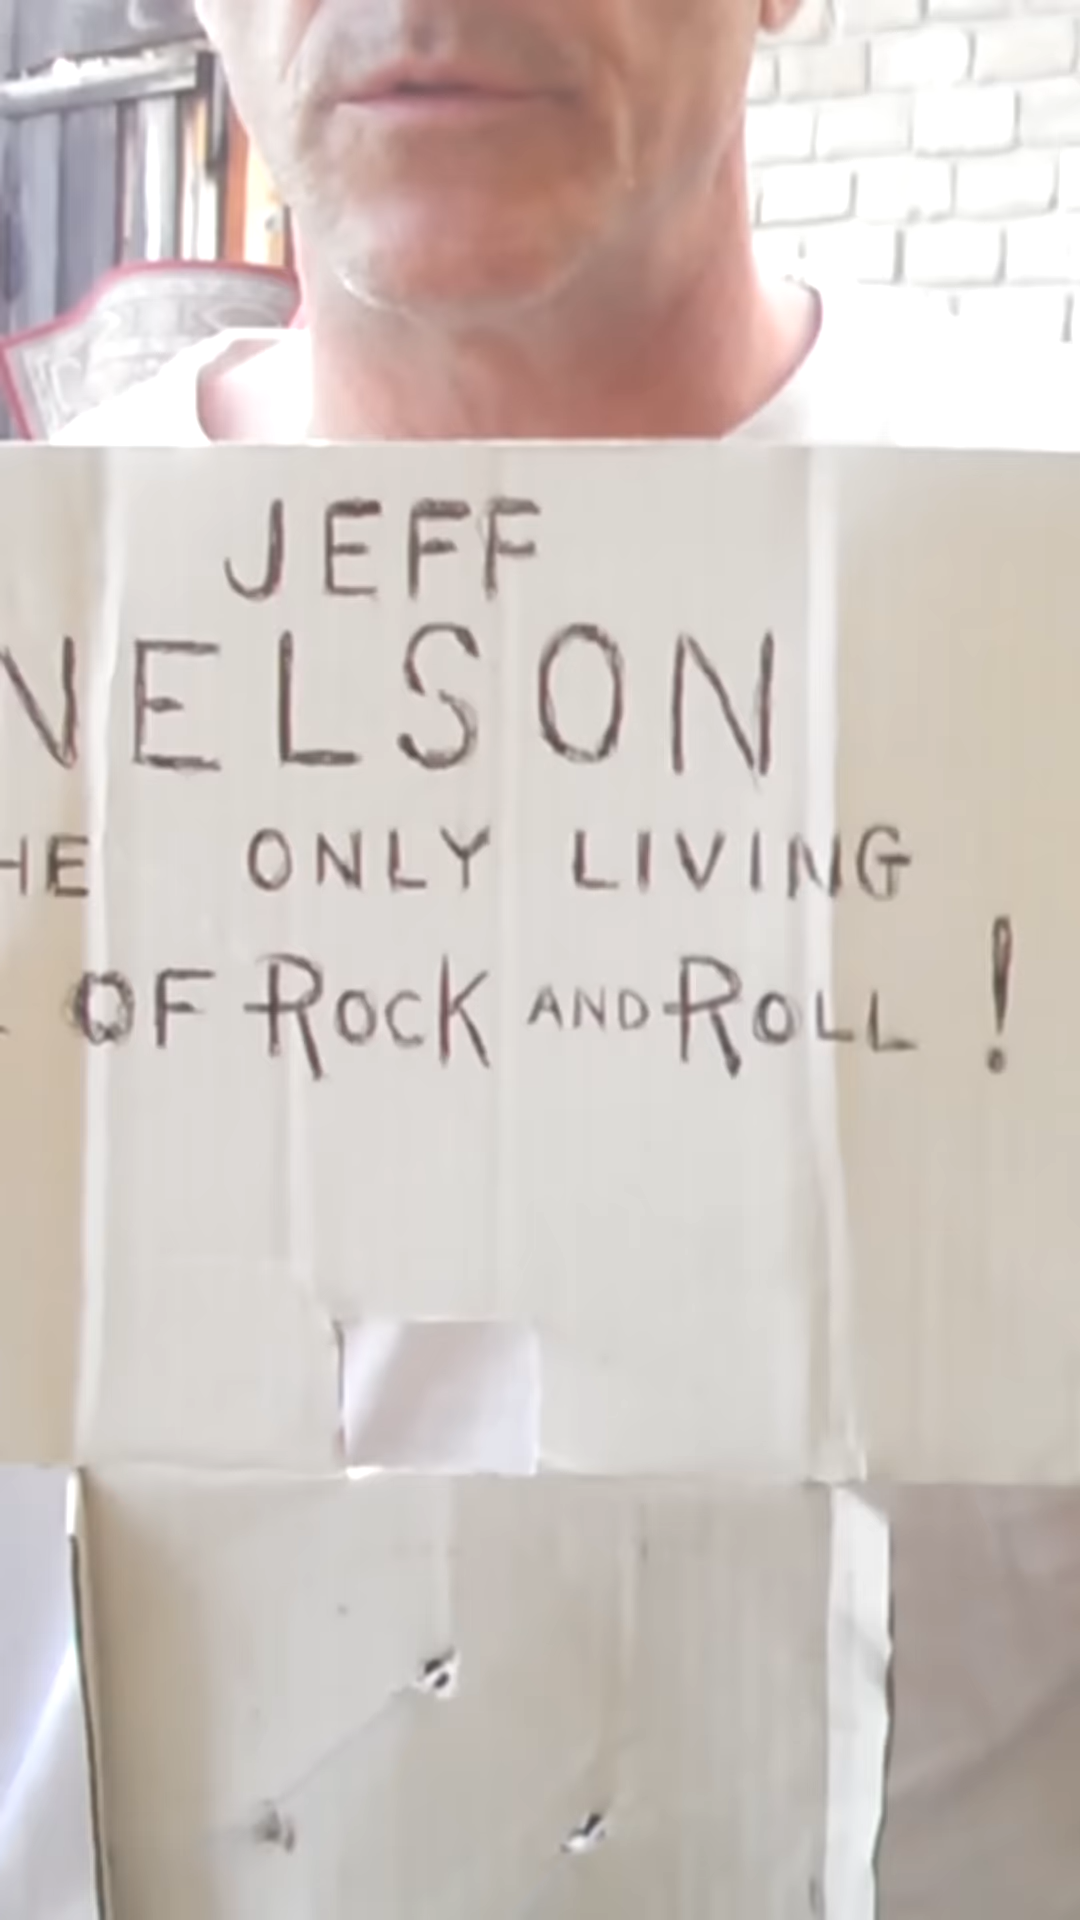 JEFF
NELSON
HE ONLY LIVING
OF ROCK AND ROLL !